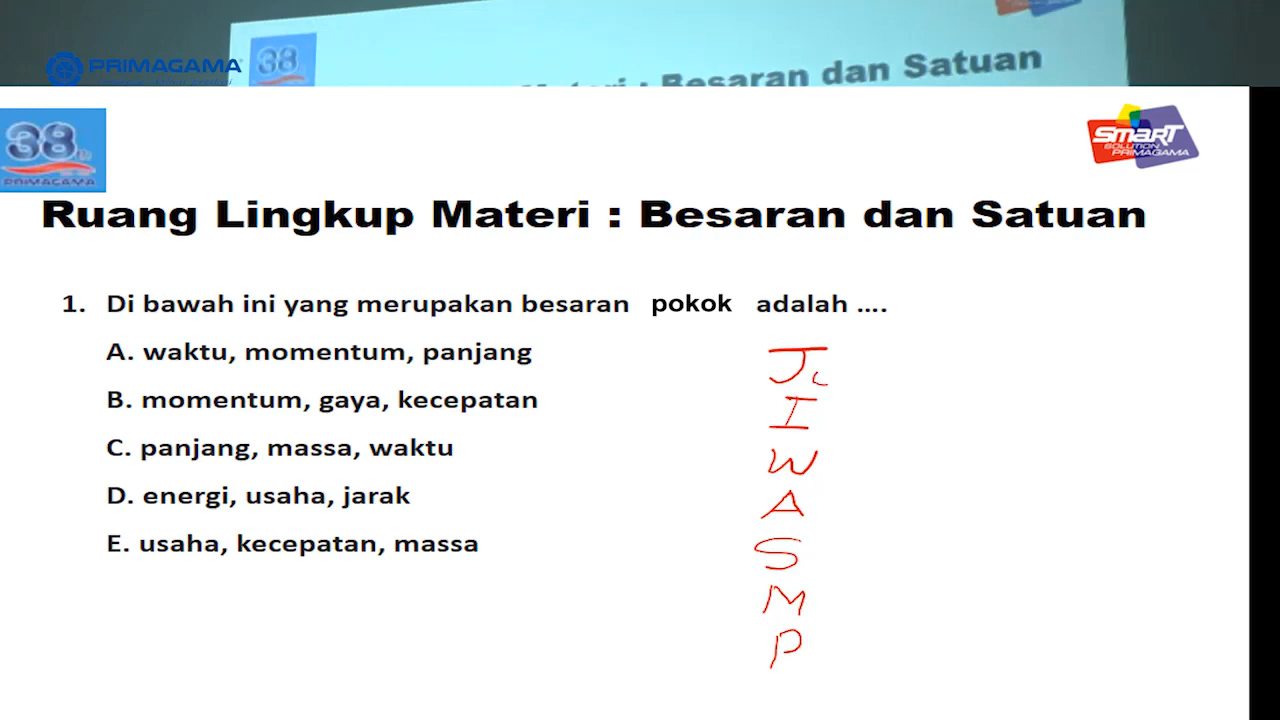 PRIMAGAMA
38
Materi : Besaran dan Satuan
38
PRIMAGAMA
SMART
SOLUTION
PRIMAGAMA
Ruang Lingkup Materi : Besaran dan Satuan
1. Di bawah ini yang merupakan besaran pokok adalah ....
A. waktu, momentum, panjang
B. momentum, gaya, kecepatan
C. panjang, massa, waktu
D. energi, usaha, jarak
E. usaha, kecepatan, massa
J
I
W
A
S
M
P